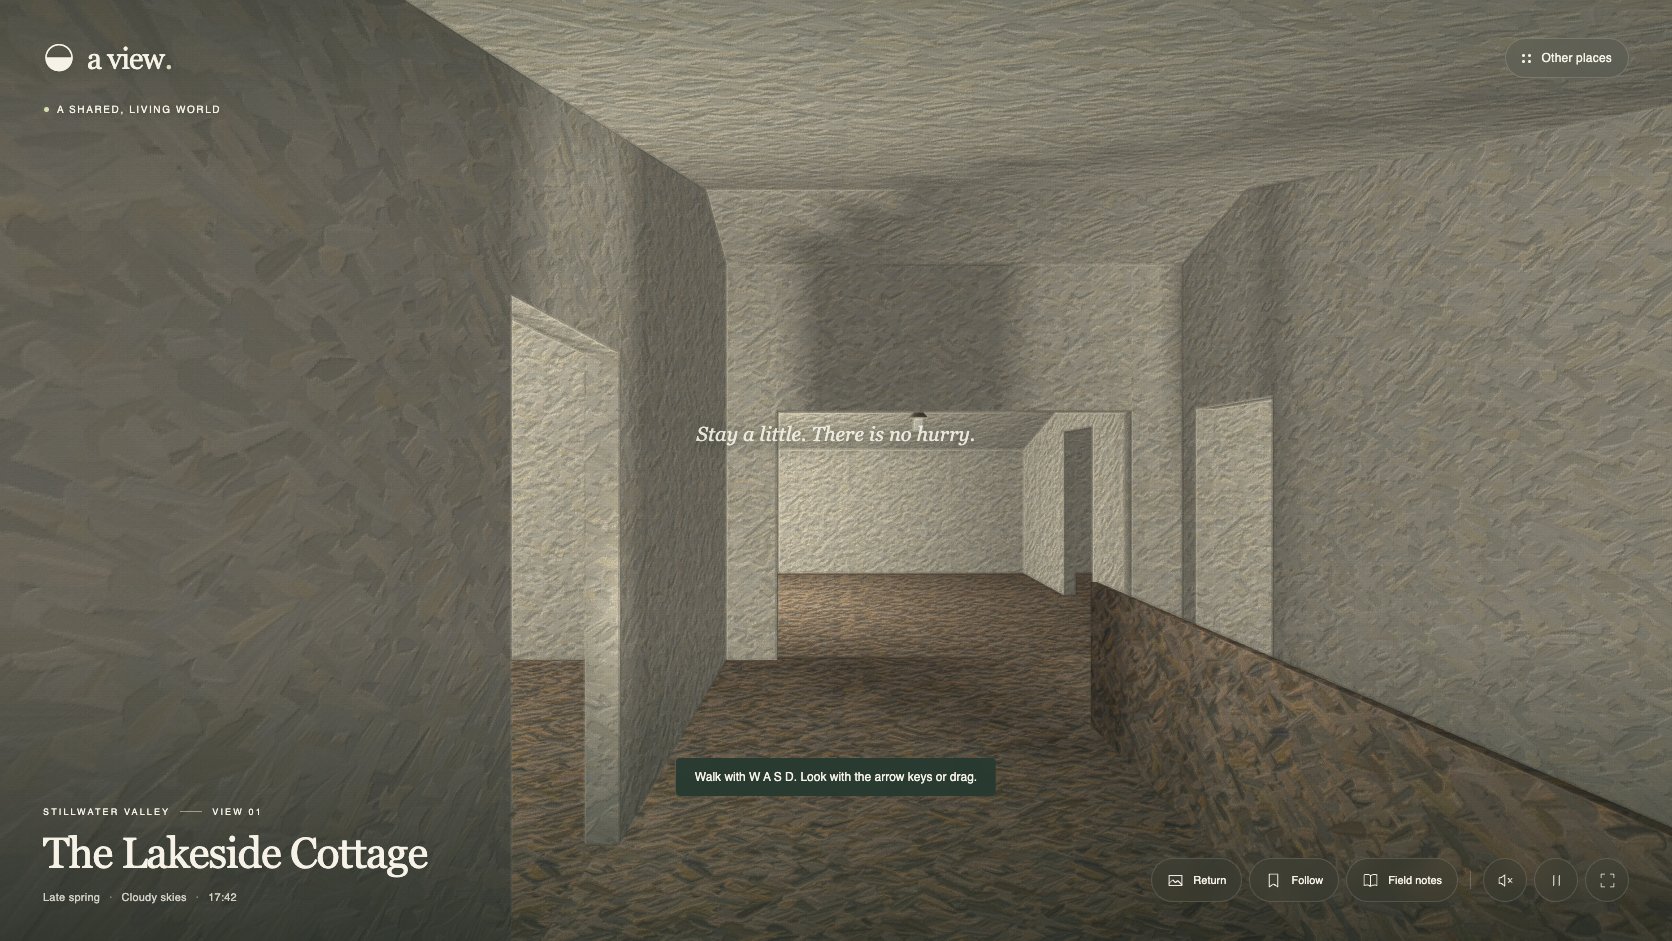 a view.
Other places
A SHARED, LIVING WORLD
Stay a little. There is no hurry.
Walk with W A S D. Look with the arrow keys or drag.
STILLWATER VALLEY — VIEW 01
The Lakeside Cottage
Late spring · Cloudy skies · 17:42
Return
Follow
Field notes